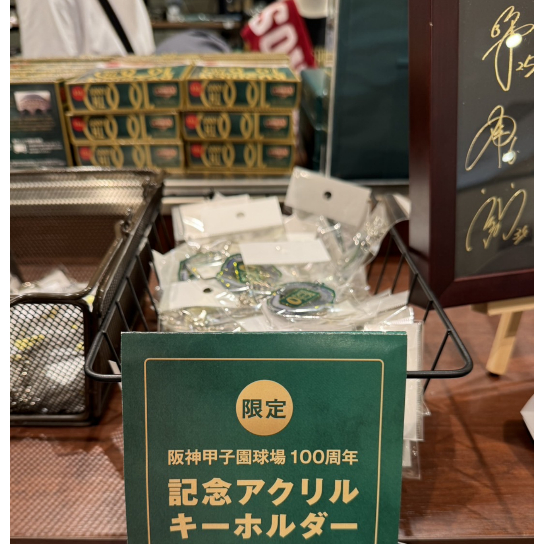 限定
阪神甲子園球場 100周年
記念アクリル
キーホルダー